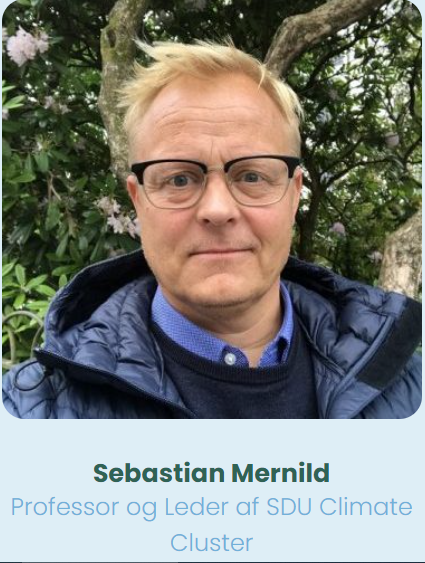 Sebastian Mernild
Professor og Leder af SDU Climate
Cluster